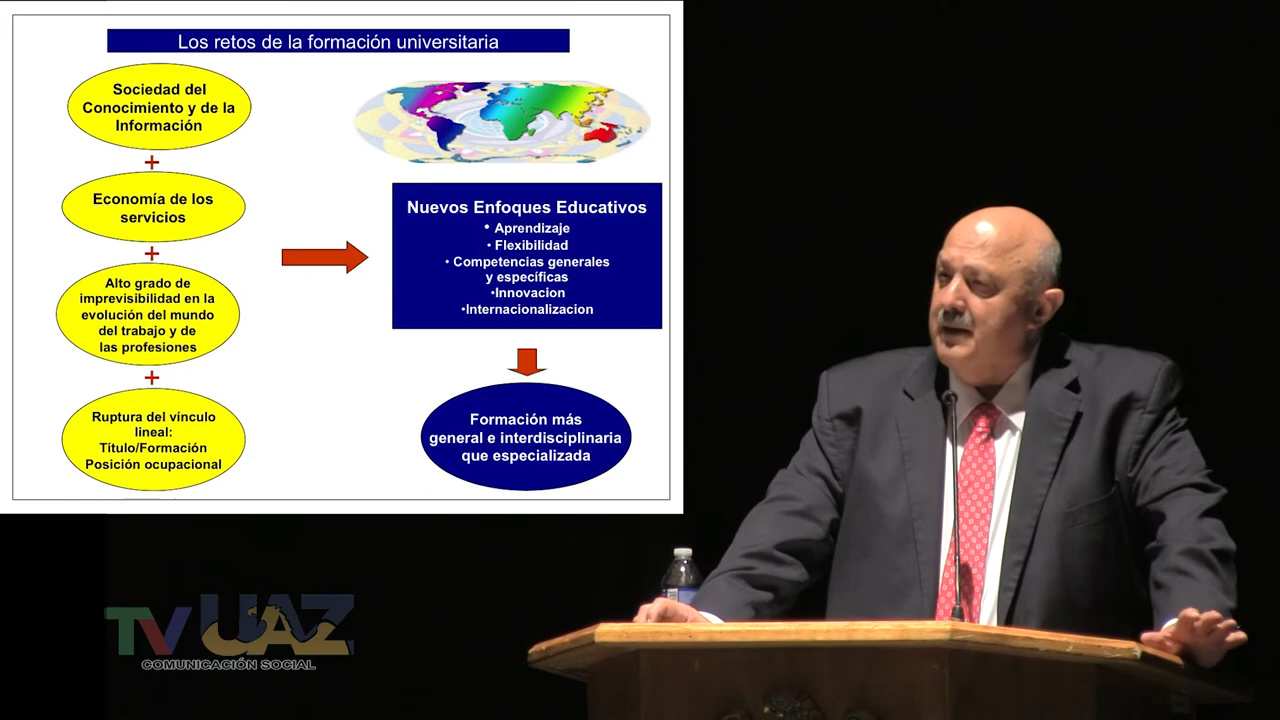 Los retos de la formación universitaria
Sociedad del
Conocimiento y de la
Información
+
Economía de los
servicios
+
Alto grado de
imprevisibilidad en la
evolución del mundo
del trabajo y de
las profesiones
+
Ruptura del vínculo
lineal:
Título/Formación
Posición ocupacional
Nuevos Enfoques Educativos
• Aprendizaje
• Flexibilidad
• Competencias generales
y específicas
•Innovacion
•Internacionalizacion
Formación más
general e interdisciplinaria
que especializada
TV UAZ
COMUNICACIÓN SOCIAL